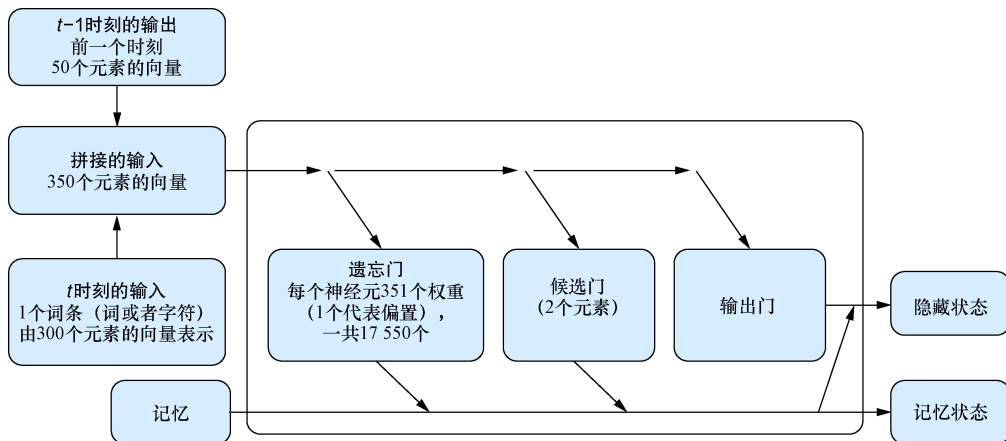 t−1时刻的输出
前一个时刻
50个元素的向量
拼接的输入
350个元素的向量
t时刻的输入
1个词条（词或者字符）
由300个元素的向量表示
遗忘门
每个神经元351个权重
（1个代表偏置），
一共17 550个
候选门
(2个元素)
输出门
隐藏状态
记忆
记忆状态